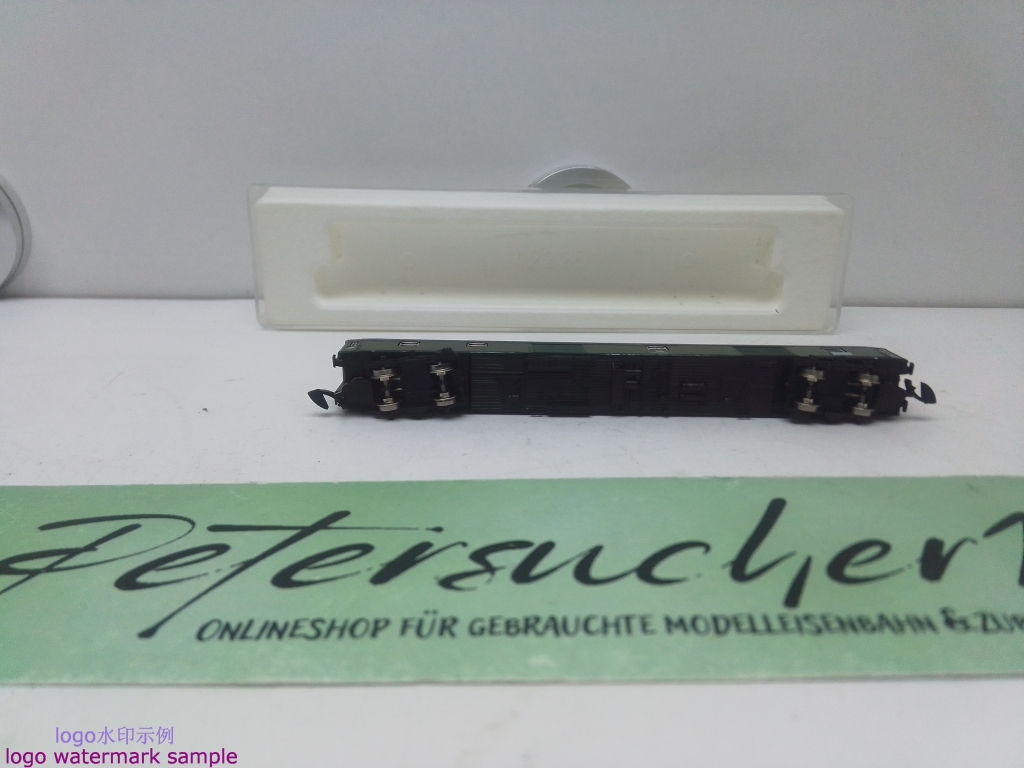 Petersucher
ONLINESHOP FÜR GEBRAUCHTE MODELLEISENBAHN &
logo水印示例
logo watermark sample